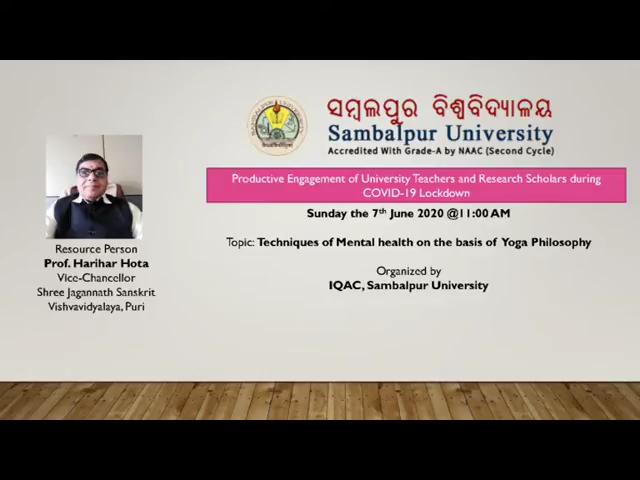 ସମ୍ବଲପୁର ବିଶ୍ୱବିଦ୍ୟାଳୟ
Sambalpur University
Accredited With Grade-A by NAAC (Second Cycle)
Productive Engagement of University Teachers and Research Scholars during
COVID-19 Lockdown
Sunday the 7th June 2020 @11:00 AM
Topic: Techniques of Mental health on the basis of Yoga Philosophy
Organized by
IQAC, Sambalpur University
Resource Person
Prof. Harihar Hota
Vice-Chancellor
Shree Jagannath Sanskrit
Vishvavidyalaya, Puri